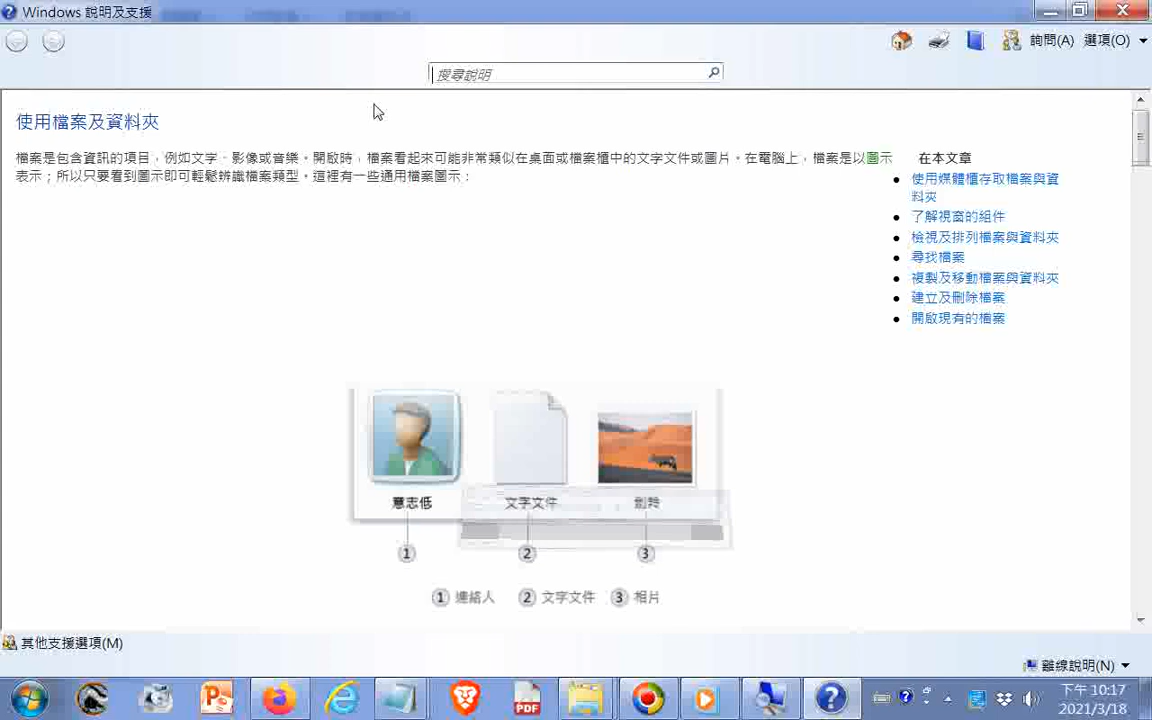 Windows 說明及支援
詢問(A) 選項(O)
搜尋說明
使用檔案及資料夾
檔案是包含資訊的項目，例如文字、影像或音樂。開啟時，檔案看起來可能非常類似在桌面或檔案櫃中的文字文件或圖片。在電腦上，檔案是以圖示
表示；所以只要看到圖示即可輕鬆辨識檔案類型。這裡有一些通用檔案圖示：
在本文章
使用媒體櫃存取檔案與資
料夾
了解視窗的組件
檢視及排列檔案與資料夾
尋找檔案
複製及移動檔案與資料夾
建立及刪除檔案
開啟現有的檔案
意志低 文字文件
1 2 3
1 連絡人 2 文字文件 3 相片
其他支援選項(M)
離線說明(N)
PDF
下午 10:17
2021/3/18